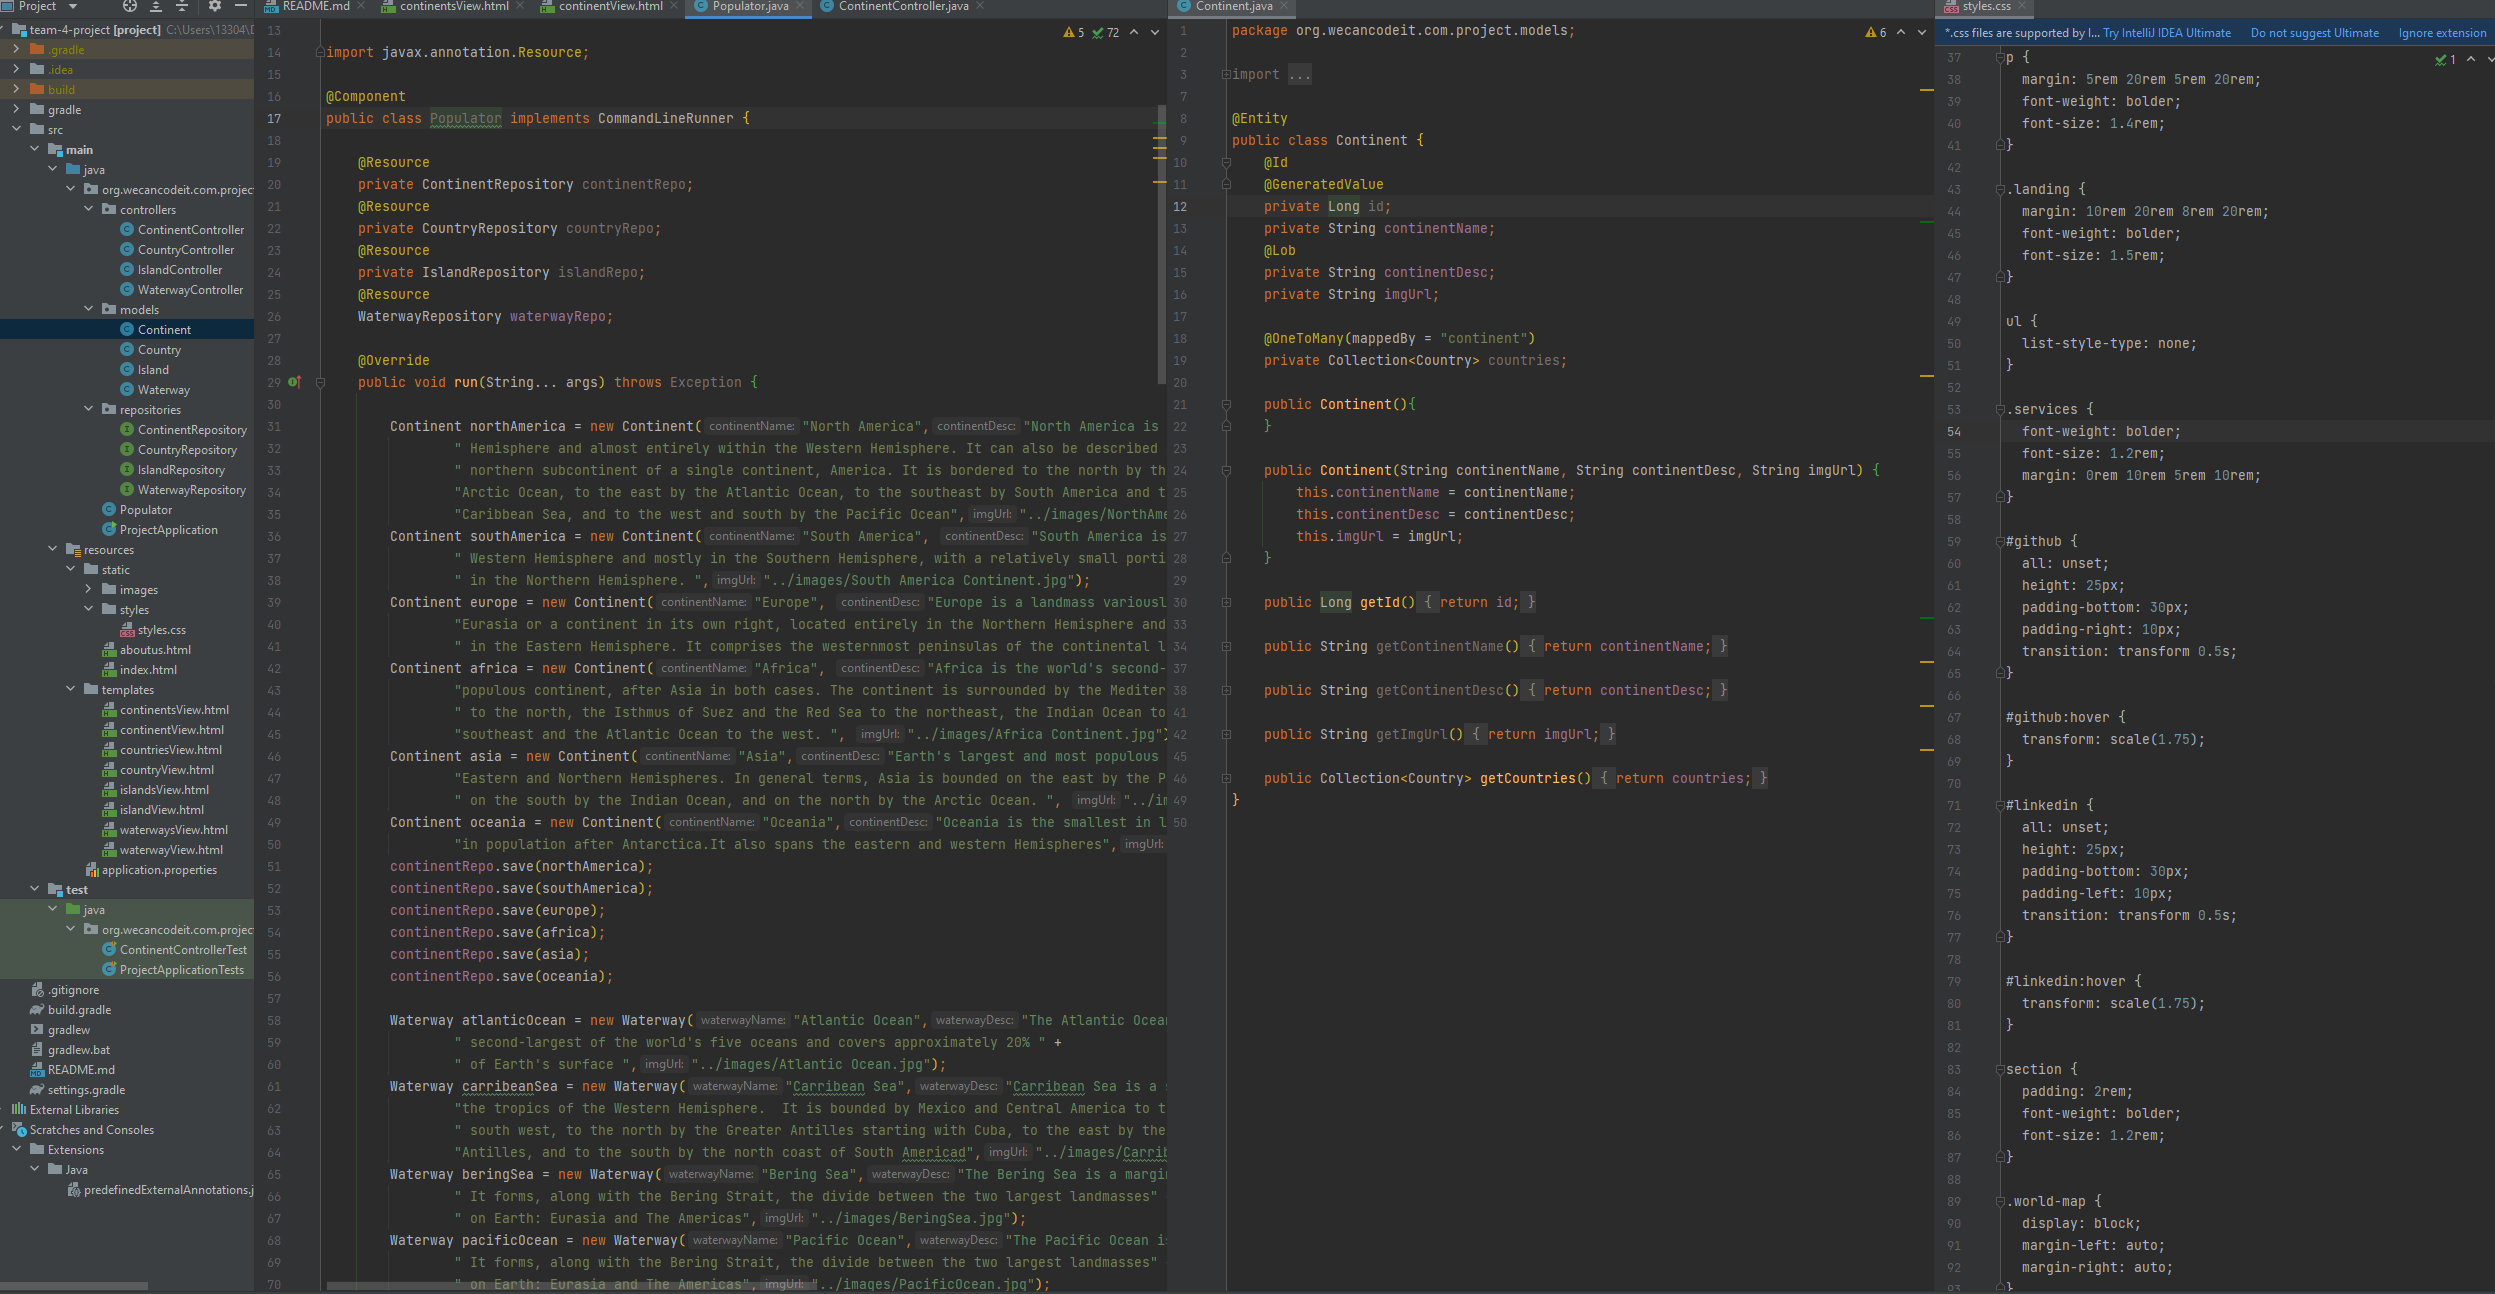 Project
team-4-project [project] C:\Users\13304\D
.gradle
.idea
build
gradle
src
main
java
org.wecancodeit.com.project
controllers
ContinentController
CountryController
IslandController
WaterwayController
models
Continent
Country
Island
Waterway
repositories
ContinentRepository
CountryRepository
IslandRepository
WaterwayRepository
Populator
ProjectApplication
resources
static
images
styles
styles.css
aboutus.html
index.html
templates
continentsView.html
continentView.html
countriesView.html
countryView.html
islandsView.html
islandView.html
waterwaysView.html
waterwayView.html
application.properties
test
java
org.wecancodeit.com.project
ContinentControllerTest
ProjectApplicationTests
.gitignore
build.gradle
gradlew
gradlew.bat
README.md
settings.gradle
External Libraries
Scratches and Consoles
Extensions
Java
predefinedExternalAnnotations.j
README.md continentsView.html continentView.html Populator.java ContinentController.java
5 72
13
14 import javax.annotation.Resource;
15
16 @Component
17 public class Populator implements CommandLineRunner {
18
19 @Resource
20 private ContinentRepository continentRepo;
21 @Resource
22 private CountryRepository countryRepo;
23 @Resource
24 private IslandRepository islandRepo;
25 @Resource
26 WaterwayRepository waterwayRepo;
27
28 @Override
29 public void run(String... args) throws Exception {
30
31 Continent northAmerica = new Continent( continentName: "North America", continentDesc: "North America is
32 " Hemisphere and almost entirely within the Western Hemisphere. It can also be described
33 " northern subcontinent of a single continent, America. It is bordered to the north by th
34 "Arctic Ocean, to the east by the Atlantic Ocean, to the southeast by South America and t
35 "Caribbean Sea, and to the west and south by the Pacific Ocean", imgUrl: "../images/NorthAme
36 Continent southAmerica = new Continent( continentName: "South America", continentDesc: "South America is
37 " Western Hemisphere and mostly in the Southern Hemisphere, with a relatively small porti
38 " in the Northern Hemisphere. ", imgUrl: "../images/South America Continent.jpg");
39 Continent europe = new Continent( continentName: "Europe", continentDesc: "Europe is a landmass variousl
40 "Eurasia or a continent in its own right, located entirely in the Northern Hemisphere and
41 " in the Eastern Hemisphere. It comprises the westernmost peninsulas of the continental l
42 Continent africa = new Continent( continentName: "Africa", continentDesc: "Africa is the world's second-
43 "populous continent, after Asia in both cases. The continent is surrounded by the Mediter
44 " to the north, the Isthmus of Suez and the Red Sea to the northeast, the Indian Ocean to
45 "southeast and the Atlantic Ocean to the west. ", imgUrl: "../images/Africa Continent.jpg")
46 Continent asia = new Continent( continentName: "Asia", continentDesc: "Earth's largest and most populous
47 "Eastern and Northern Hemispheres. In general terms, Asia is bounded on the east by the P
48 " on the south by the Indian Ocean, and on the north by the Arctic Ocean. ", imgUrl: "../im
49 Continent oceania = new Continent( continentName: "Oceania", continentDesc: "Oceania is the smallest in l
50 "in population after Antarctica.It also spans the eastern and western Hemispheres", imgUrl:
51 continentRepo.save(northAmerica);
52 continentRepo.save(southAmerica);
53 continentRepo.save(europe);
54 continentRepo.save(africa);
55 continentRepo.save(asia);
56 continentRepo.save(oceania);
57
58 Waterway atlanticOcean = new Waterway( waterwayName: "Atlantic Ocean", waterwayDesc: "The Atlantic Ocea
59 " second-largest of the world's five oceans and covers approximately 20% " +
60 " of Earth's surface ", imgUrl: "../images/Atlantic Ocean.jpg");
61 Waterway carribeanSea = new Waterway( waterwayName: "Carribean Sea", waterwayDesc: "Carribean Sea is a s
62 "the tropics of the Western Hemisphere.  It is bounded by Mexico and Central America to t
63 " south west, to the north by the Greater Antilles starting with Cuba, to the east by the
64 "Antilles, and to the south by the north coast of South Americad", imgUrl: "../images/Carrib
65 Waterway beringSea = new Waterway( waterwayName: "Bering Sea", waterwayDesc: "The Bering Sea is a margin
66 " It forms, along with the Bering Strait, the divide between the two largest landmasses"
67 " on Earth: Eurasia and The Americas", imgUrl: "../images/BeringSea.jpg");
68 Waterway pacificOcean = new Waterway( waterwayName: "Pacific Ocean", waterwayDesc: "The Pacific Ocean is
69 " It forms, along with the Bering Strait, the divide between the two largest landmasses"
70 " on Earth: Eurasia and The Americas", imgUrl: "../images/PacificOcean.jpg");
Continent.java
6
1 package org.wecancodeit.com.project.models;
2
3 import ...
7
8 @Entity
9 public class Continent {
10 @Id
11 @GeneratedValue
12 private Long id;
13 private String continentName;
14 @Lob
15 private String continentDesc;
16 private String imgUrl;
17
18 @OneToMany(mappedBy = "continent")
19 private Collection<Country> countries;
20
21 public Continent(){
22 }
23
24 public Continent(String continentName, String continentDesc, String imgUrl) {
25 this.continentName = continentName;
26 this.continentDesc = continentDesc;
27 this.imgUrl = imgUrl;
28 }
29
30 public Long getId() { return id; }
33
34 public String getContinentName() { return continentName; }
37
38 public String getContinentDesc() { return continentDesc; }
41
42 public String getImgUrl() { return imgUrl; }
45
46 public Collection<Country> getCountries() { return countries; }
49 }
50
styles.css
*.css files are supported by I... Try IntelliJ IDEA Ultimate Do not suggest Ultimate Ignore extension
1
37 p {
38 margin: 5rem 20rem 5rem 20rem;
39 font-weight: bolder;
40 font-size: 1.4rem;
41 }
42
43 .landing {
44 margin: 10rem 20rem 8rem 20rem;
45 font-weight: bolder;
46 font-size: 1.5rem;
47 }
48
49 ul {
50 list-style-type: none;
51 }
52
53 .services {
54 font-weight: bolder;
55 font-size: 1.2rem;
56 margin: 0rem 10rem 5rem 10rem;
57 }
58
59 #github {
60 all: unset;
61 height: 25px;
62 padding-bottom: 30px;
63 padding-right: 10px;
64 transition: transform 0.5s;
65 }
66
67 #github:hover {
68 transform: scale(1.75);
69 }
70
71 #linkedin {
72 all: unset;
73 height: 25px;
74 padding-bottom: 30px;
75 padding-left: 10px;
76 transition: transform 0.5s;
77 }
78
79 #linkedin:hover {
80 transform: scale(1.75);
81 }
82
83 section {
84 padding: 2rem;
85 font-weight: bolder;
86 font-size: 1.2rem;
87 }
88
89 .world-map {
90 display: block;
91 margin-left: auto;
92 margin-right: auto;
93 }